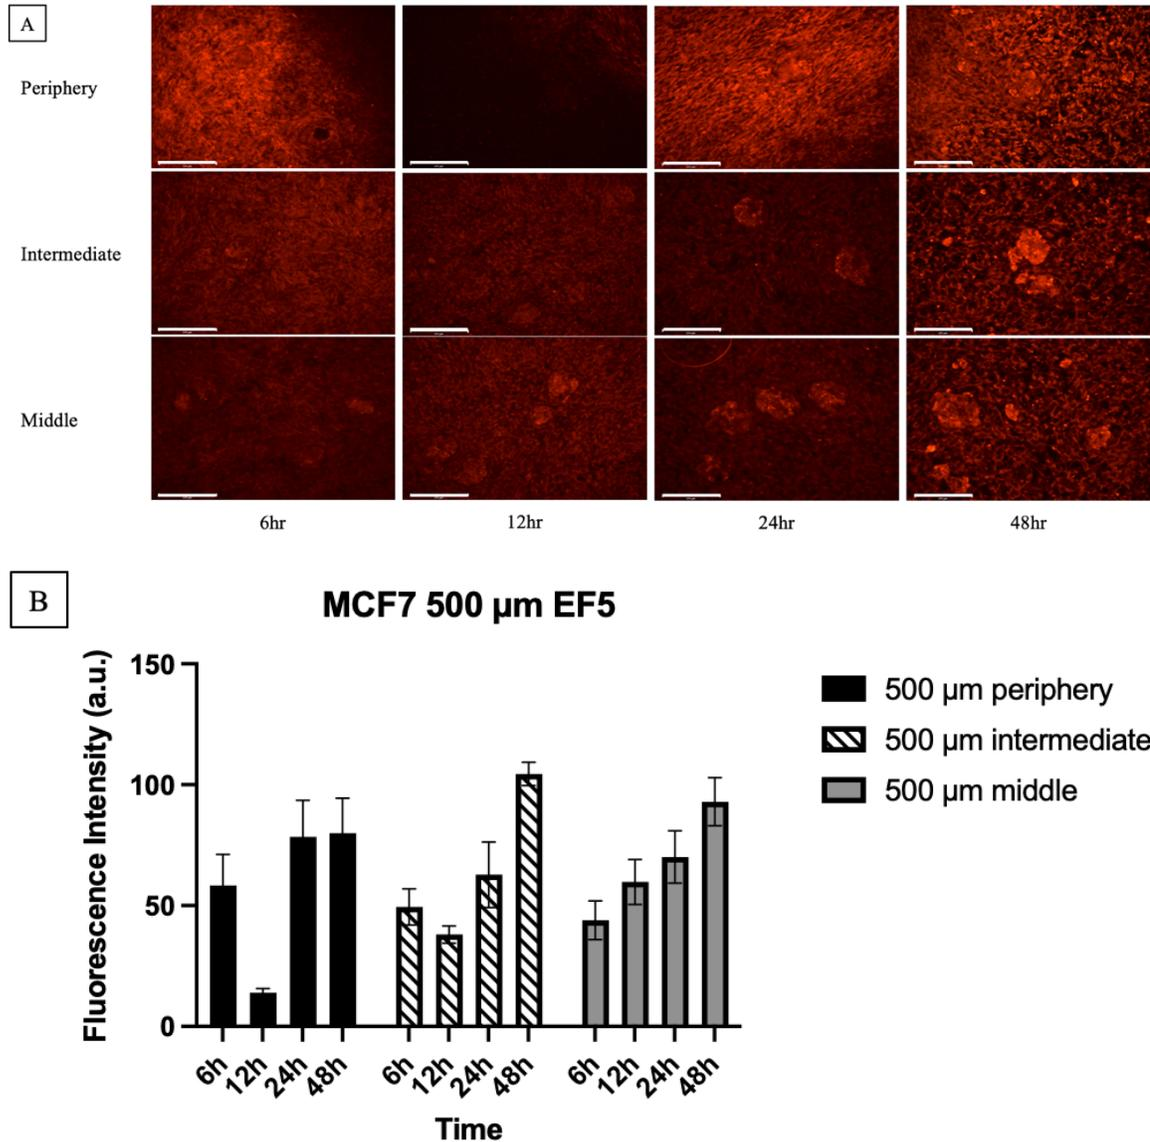 A
Periphery
Intermediate
Middle
6hr
12hr
24hr
48hr
B
MCF7 500 µm EF5
Fluorescence Intensity (a.u.)
150
100
50
0
6h 12h 24h 48h 6h 12h 24h 48h 6h 12h 24h 48h
Time
500 µm periphery
500 µm intermediate
500 µm middle